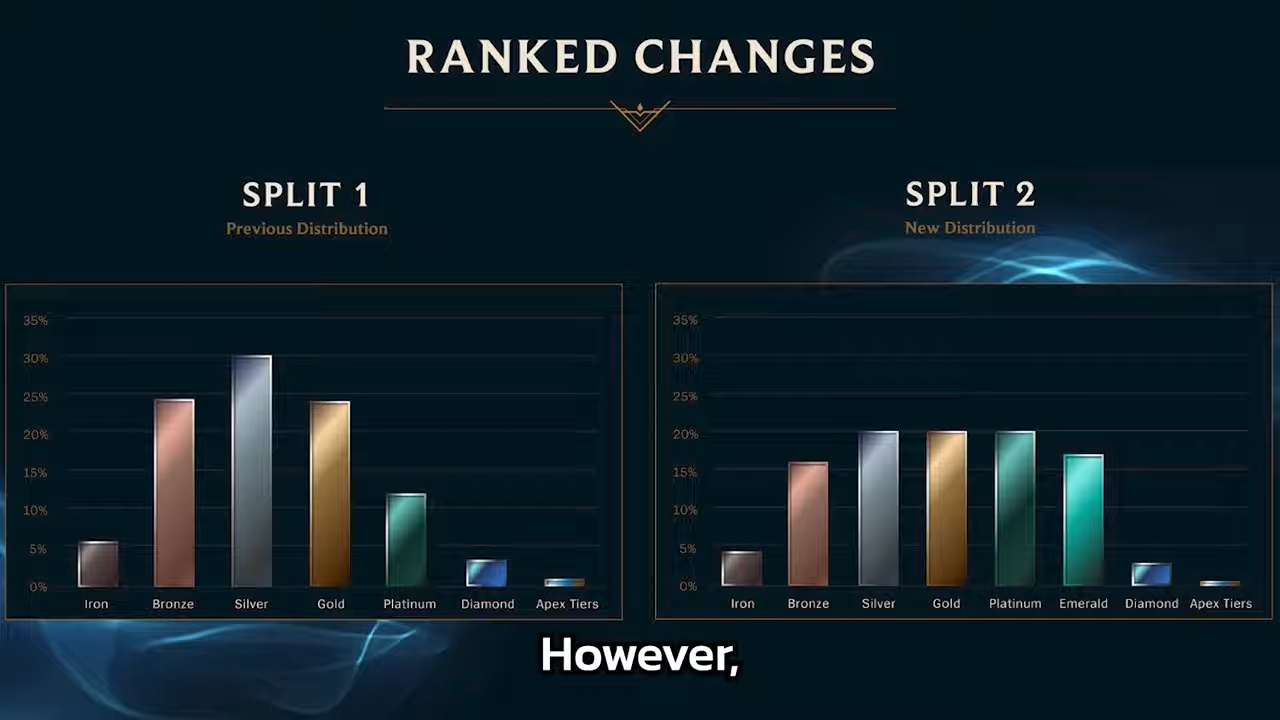 RANKED CHANGES
SPLIT 1
Previous Distribution
35%
30%
25%
20%
15%
10%
5%
0%
Iron Bronze Silver Gold Platinum Diamond Apex Tiers
SPLIT 2
New Distribution
35%
30%
25%
20%
15%
10%
5%
0%
Iron Bronze Silver Gold Platinum Emerald Diamond Apex Tiers
However,